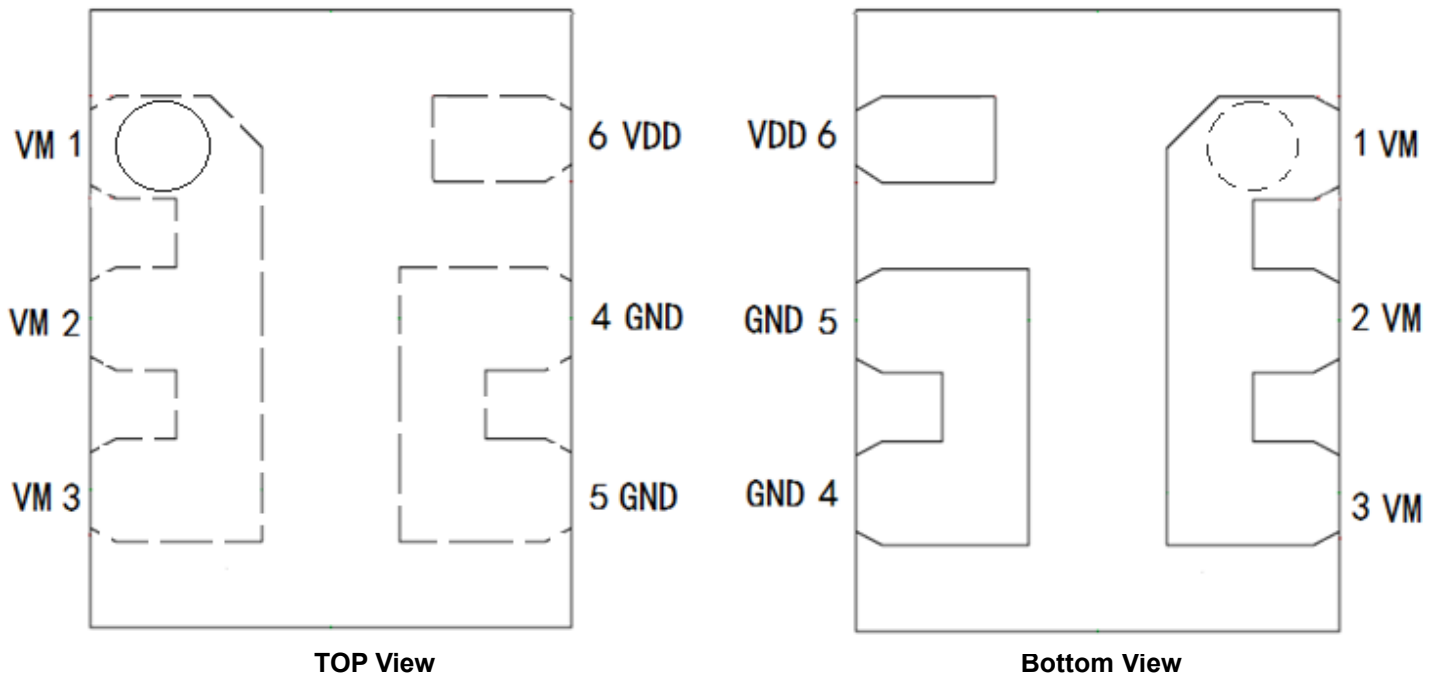 VM 1
6 VDD
VM 2
4 GND
VM 3
5 GND
TOP View
VDD 6
1 VM
GND 5
2 VM
GND 4
3 VM
Bottom View